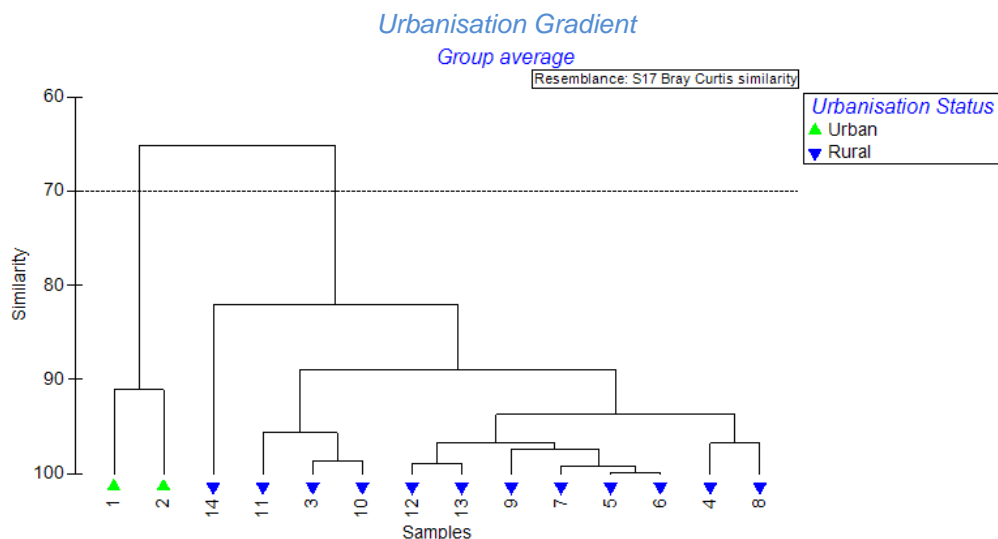 Urbanisation Gradient
Group average
Resemblance: S17 Bray Curtis similarity
Urbanisation Status
Urban
Rural
60
70
80
90
100
Similarity
1
2
14
11
3
10
12
13
9
7
5
6
4
8
Samples